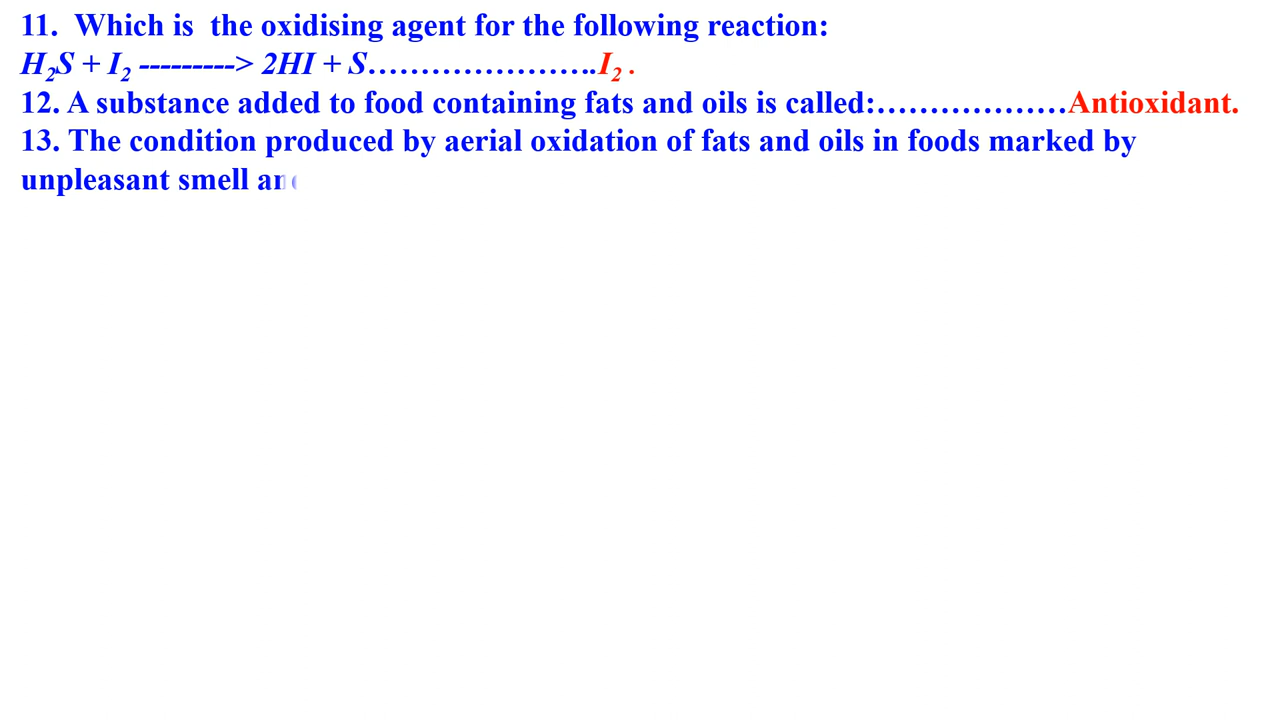 11.  Which is  the oxidising agent for the following reaction:
H₂S + I₂ ---------> 2HI + S…………………..I₂ .
12. A substance added to food containing fats and oils is called:………………Antioxidant.
13. The condition produced by aerial oxidation of fats and oils in foods marked by
unpleasant smell